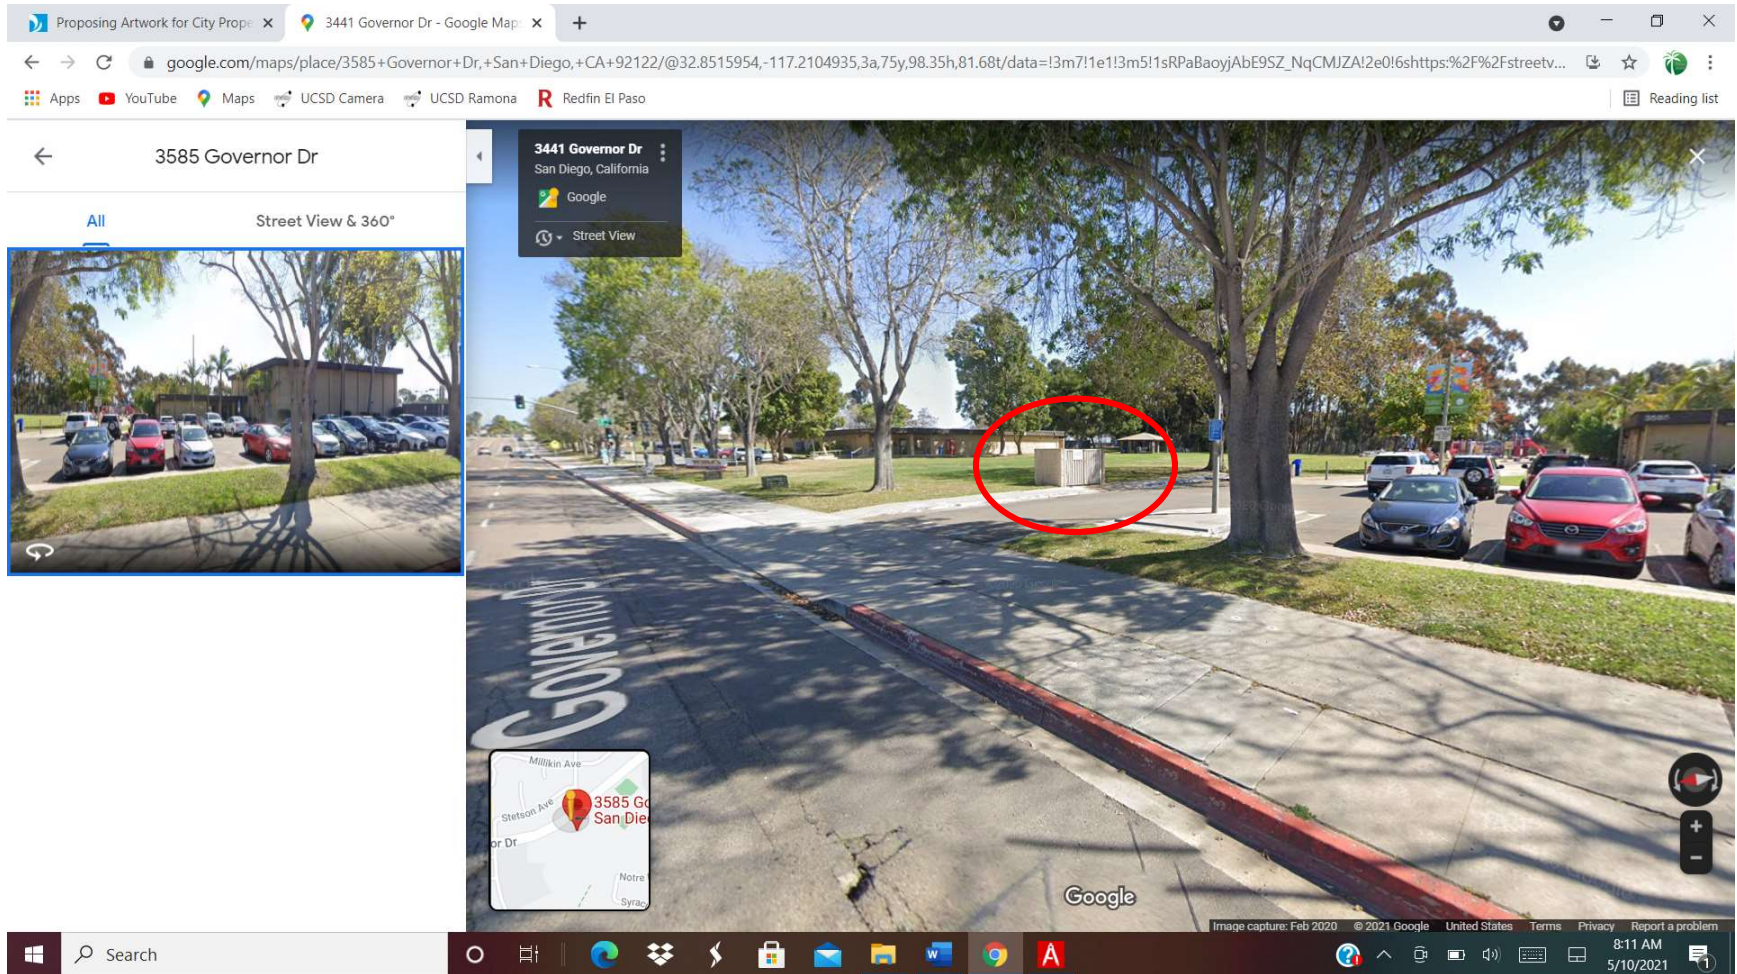 Proposing Artwork for City Prope
3441 Governor Dr - Google Map
google.com/maps/place/3585+Governor+Dr,+San+Diego,+CA+92122/@32.8515954,-117.2104935,3a,75y,98.35h,81.68t/data=!3m7!1e1!3m5!1sRPaBaoyjAbE9SZ_NqCMJZA!2e0!6shttps:%2F%2Fstreetv...
Apps YouTube Maps UCSD Camera UCSD Ramona Redfin El Paso Reading list
3585 Governor Dr
All Street View & 360°
3441 Governor Dr
San Diego, California
Google
Street View
Governor Dr
Millikin Ave
Stetson Ave
3585 Go
San Die
or Dr
Notre
Syrac
Google
Image capture: Feb 2020 © 2021 Google United States Terms Privacy Report a problem
Search
8:11 AM
5/10/2021
1